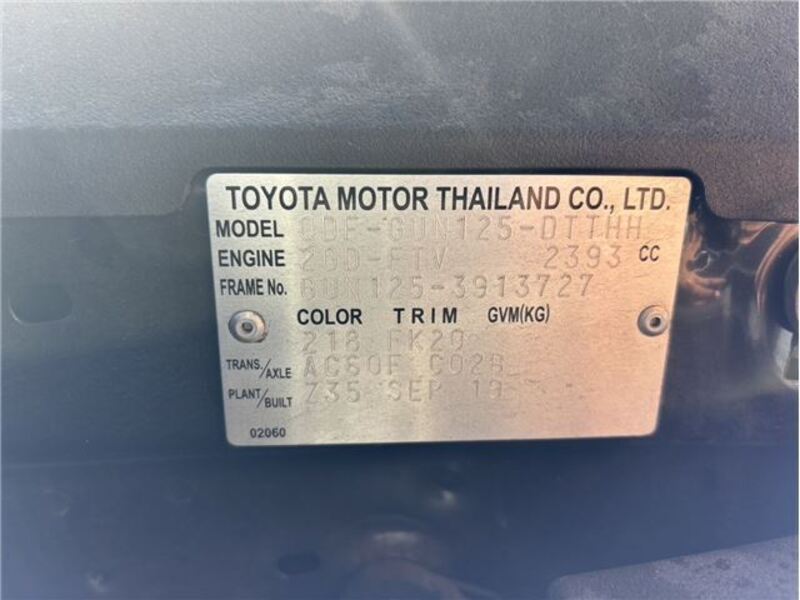 TOYOTA MOTOR THAILAND CO., LTD.
MODEL QDF-GUN125-DTTHH
ENGINE 2GD-FTV 2393 CC
FRAME No. GUN125-3913727
COLOR TRIM GVM(KG)
218 FK20
TRANS./AXLE AC60F C02B
PLANT/BUILT Z35 SEP 19
02060